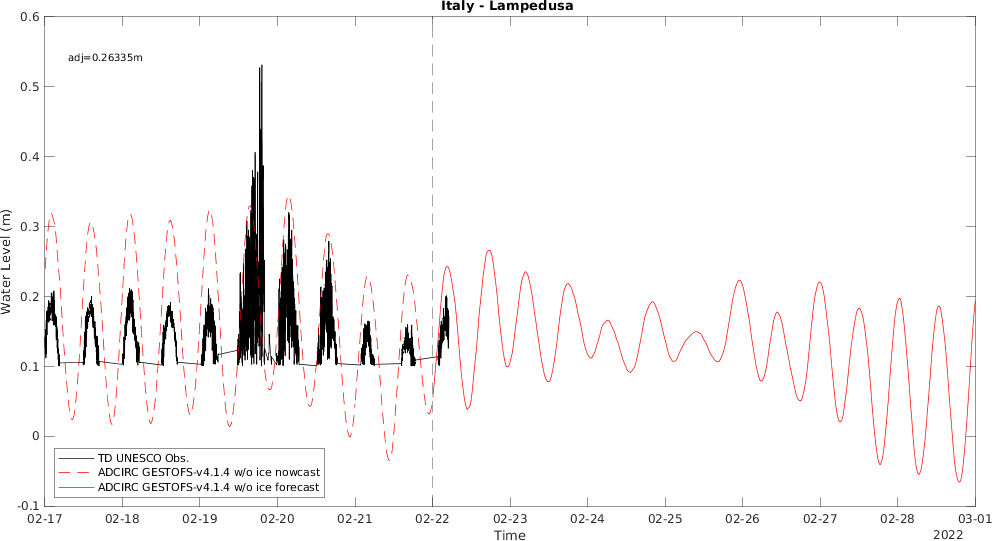 Italy - Lampedusa
adj=0.26335m
0.6
0.5
0.4
0.3
0.2
0.1
0
-0.1
Water Level (m)
TD UNESCO Obs.
ADCIRC GESTOFS-v4.1.4 w/o ice nowcast
ADCIRC GESTOFS-v4.1.4 w/o ice forecast
02-17 02-18 02-19 02-20 02-21 02-22 02-23 02-24 02-25 02-26 02-27 02-28 03-01
Time
2022